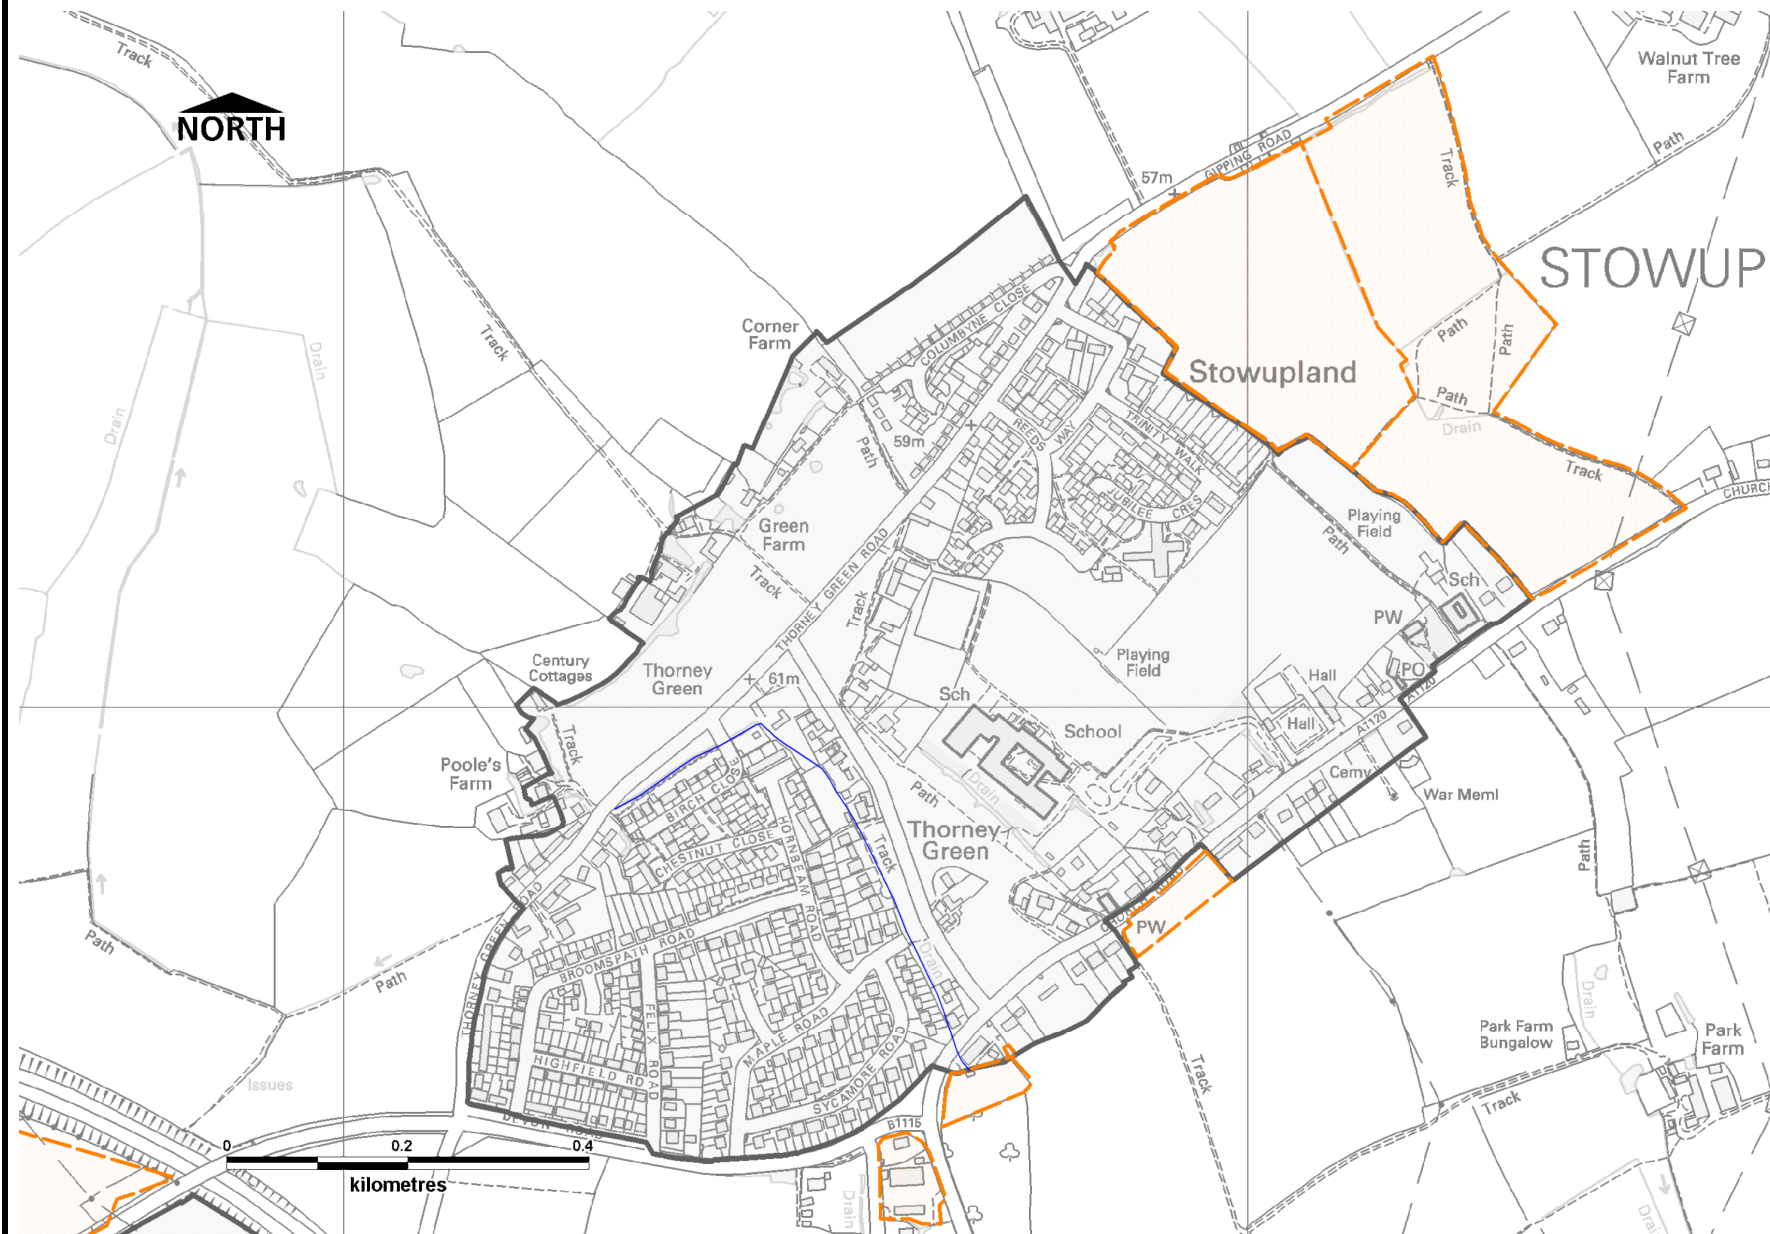 Track
NORTH
Walnut Tree
Farm
Path
GIPPING ROAD
57m
Track
STOWUP
Corner
Farm
COLUMBYNE CLOSE
Track
Drain
Path
Path
Stowupland
Path
Drain
Drain
59m
Path
REEDS
WAY
TRINITY
WALK
JUBILEE CRES
Track
CHURCH
Green
Farm
Playing
Field
Path
THORNEY GREEN ROAD
Track
Track
Sch
PW
Century
Cottages
Thorney
Green
61m
Playing
Field
PO
Hall
A1120
Sch
School
Hall
A1120
Track
Poole's
Farm
BIRCH CLOSE
Cemy
War Meml
Path
Drain
CHESTNUT CLOSE
HORNBEAM ROAD
Track
Thorney
Green
Path
THORNEY GREEN ROAD
PW
Path
Path
BROOMSPATH ROAD
Drain
FELIX ROAD
MAPLE ROAD
Drain
Park Farm
Bungalow
Park
Farm
HIGHFIELD RD
SYCAMORE ROAD
Track
Track
Issues
DEVON ROAD
B1115
0
0.2
0.4
kilometres
Drain
Drain